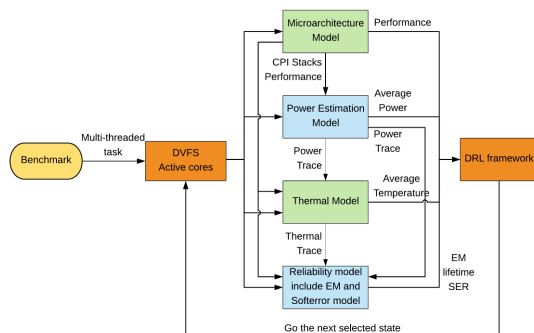 Microarchitecture
Model
Performance
CPI Stacks
Performance
Average
Power
Power Estimation
Model
Multi-threaded
task
Power
Trace
Power
Trace
Benchmark
DVFS
Active cores
DRL framework
Average
Temperature
Thermal Model
Thermal
Trace
Reliability model
include EM and
Softerror model
EM
lifetime
SER
Go the next selected state